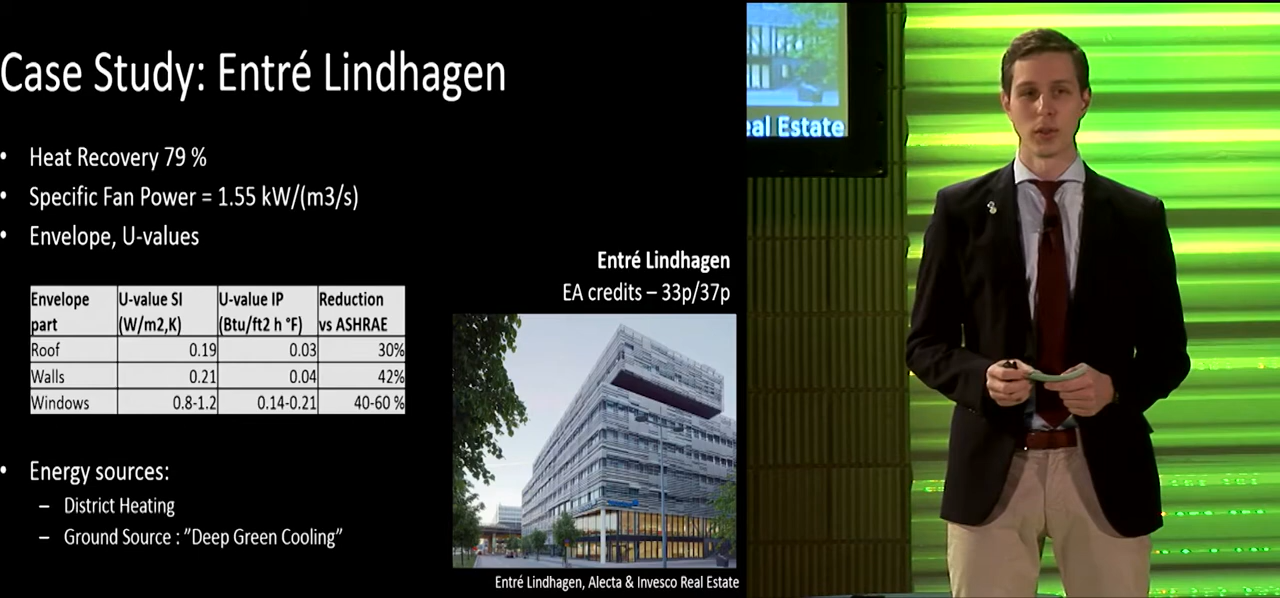 Case Study: Entré Lindhagen
• Heat Recovery 79 %
• Specific Fan Power = 1.55 kW/(m3/s)
• Envelope, U-values
Envelope part U-value SI (W/m2,K) U-value IP (Btu/ft2 h °F) Reduction vs ASHRAE
Roof 0.19 0.03 30%
Walls 0.21 0.04 42%
Windows 0.8-1.2 0.14-0.21 40-60 %
• Energy sources:
– District Heating
– Ground Source : ”Deep Green Cooling”
Entré Lindhagen
EA credits – 33p/37p
Entré Lindhagen, Alecta & Invesco Real Estate
eal Estate